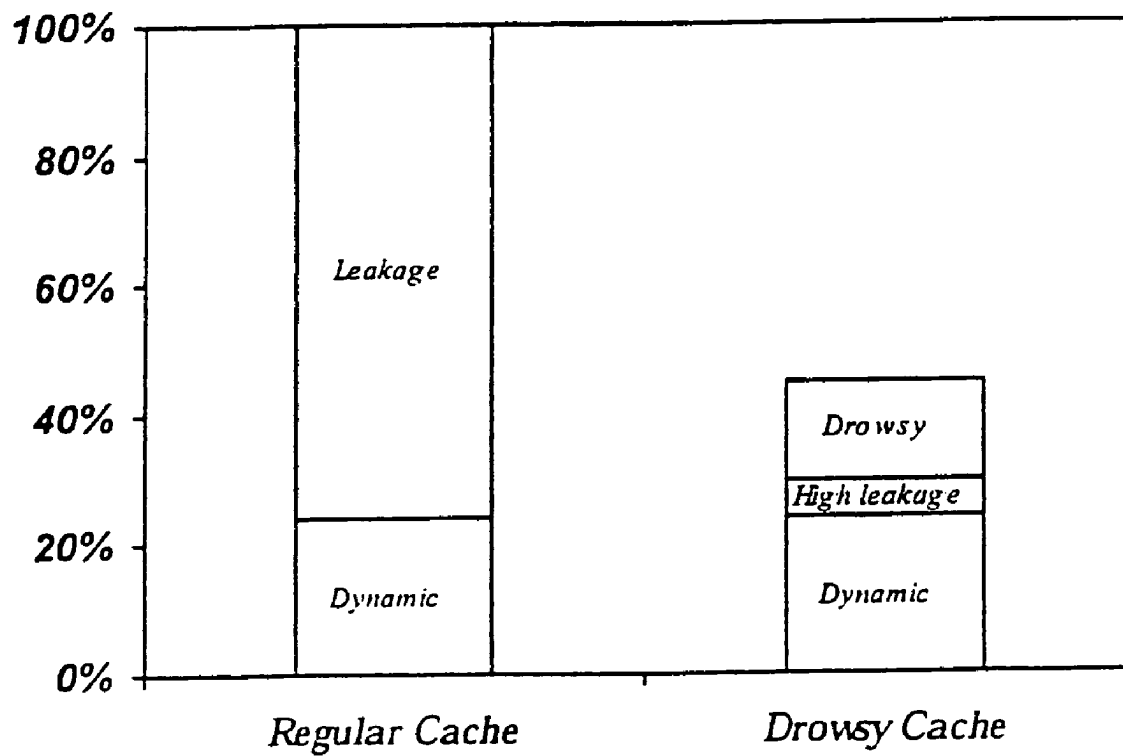 100%
80%
60%
40%
20%
0%
Leakage
Dynamic
Drowsy
High leakage
Dynamic
Regular Cache
Drowsy Cache